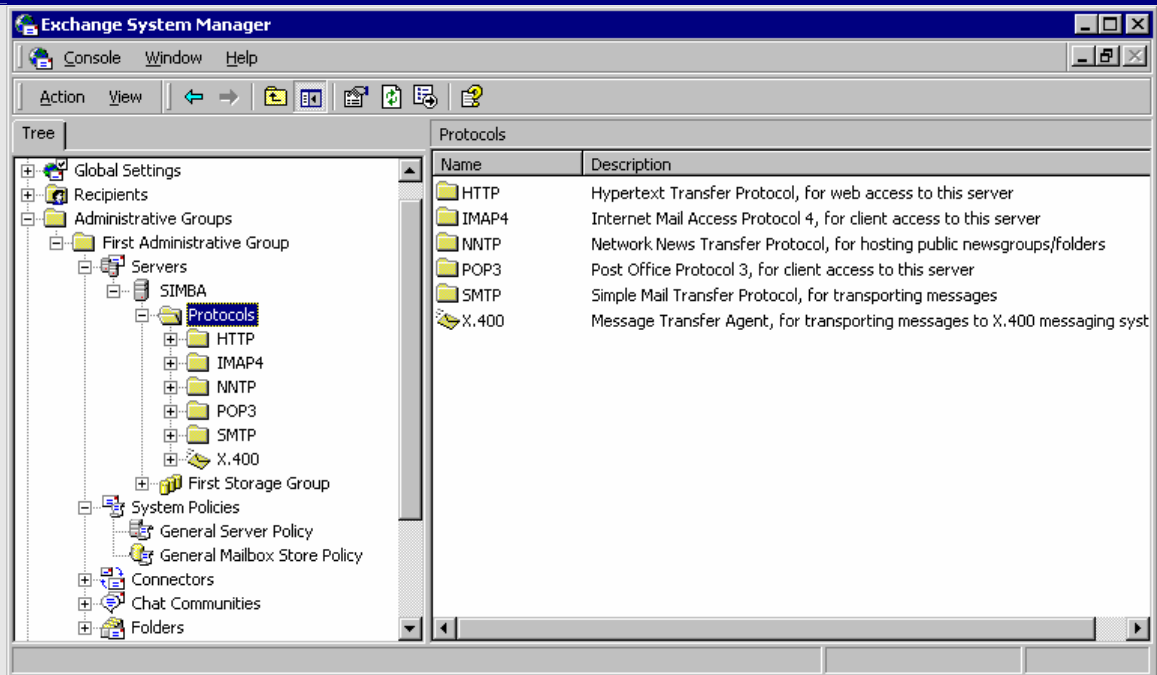 Exchange System Manager
Console Window Help
Action View
Tree
Global Settings
Recipients
Administrative Groups
First Administrative Group
Servers
SIMBA
Protocols
HTTP
IMAP4
NNTP
POP3
SMTP
X.400
First Storage Group
System Policies
General Server Policy
General Mailbox Store Policy
Connectors
Chat Communities
Folders
Protocols
Name Description
HTTP Hypertext Transfer Protocol, for web access to this server
IMAP4 Internet Mail Access Protocol 4, for client access to this server
NNTP Network News Transfer Protocol, for hosting public newsgroups/folders
POP3 Post Office Protocol 3, for client access to this server
SMTP Simple Mail Transfer Protocol, for transporting messages
X.400 Message Transfer Agent, for transporting messages to X.400 messaging syst